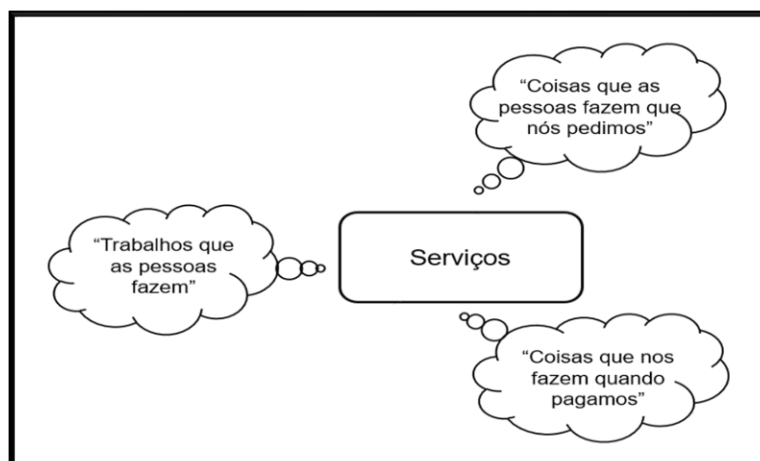 “Coisas que as
pessoas fazem que
nós pedimos”
“Trabalhos que
as pessoas
fazem”
Serviços
“Coisas que nos
fazem quando
pagamos”